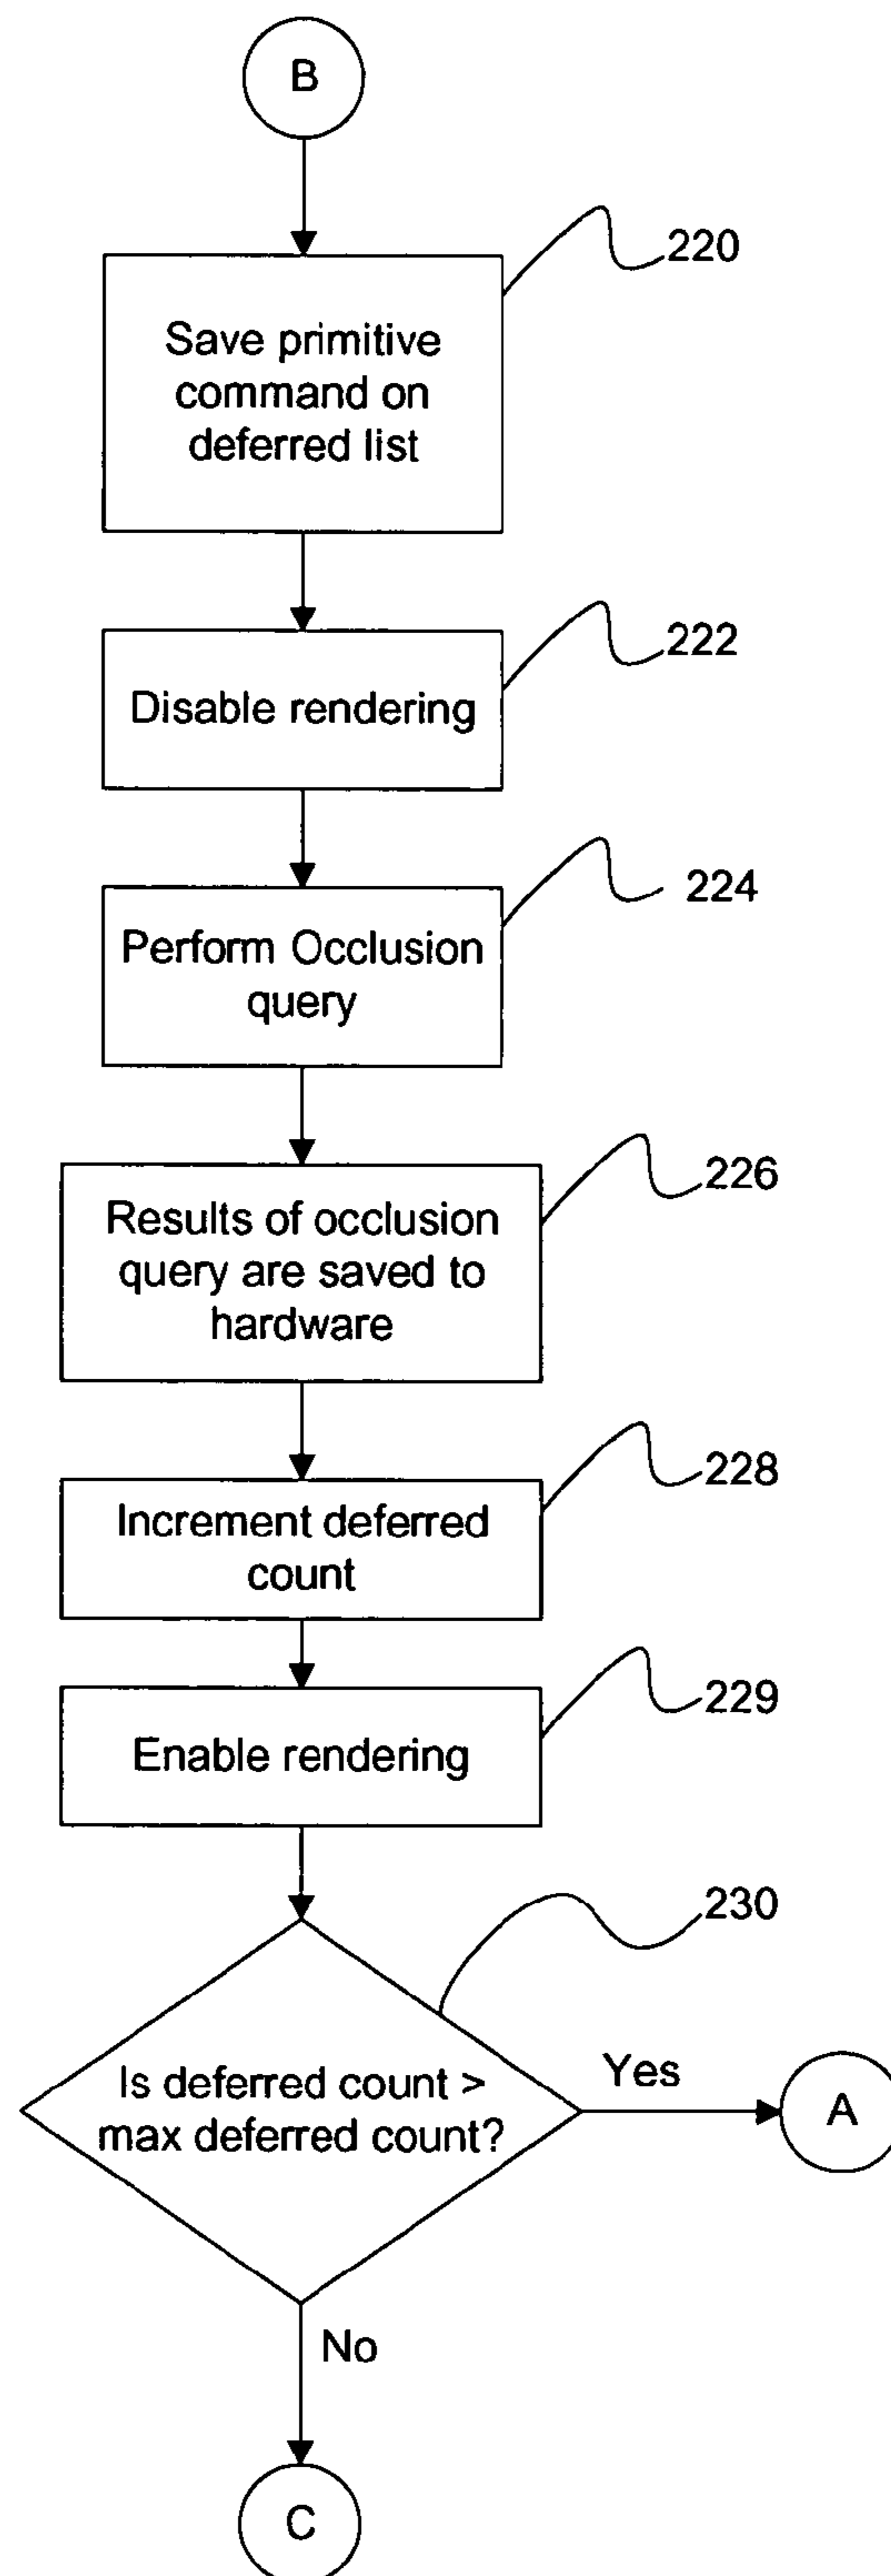 B
220
Save primitive
command on
deferred list
222
Disable rendering
224
Perform Occlusion
query
226
Results of occlusion
query are saved to
hardware
228
Increment deferred
count
229
Enable rendering
230
Is deferred count >
max deferred count?
Yes
A
No
C